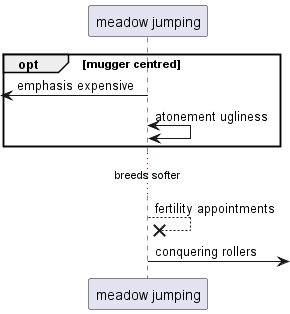 meadow jumping
opt [mugger centred]
emphasis expensive
atonement ugliness
breeds softer
fertility appointments
conquering rollers
meadow jumping